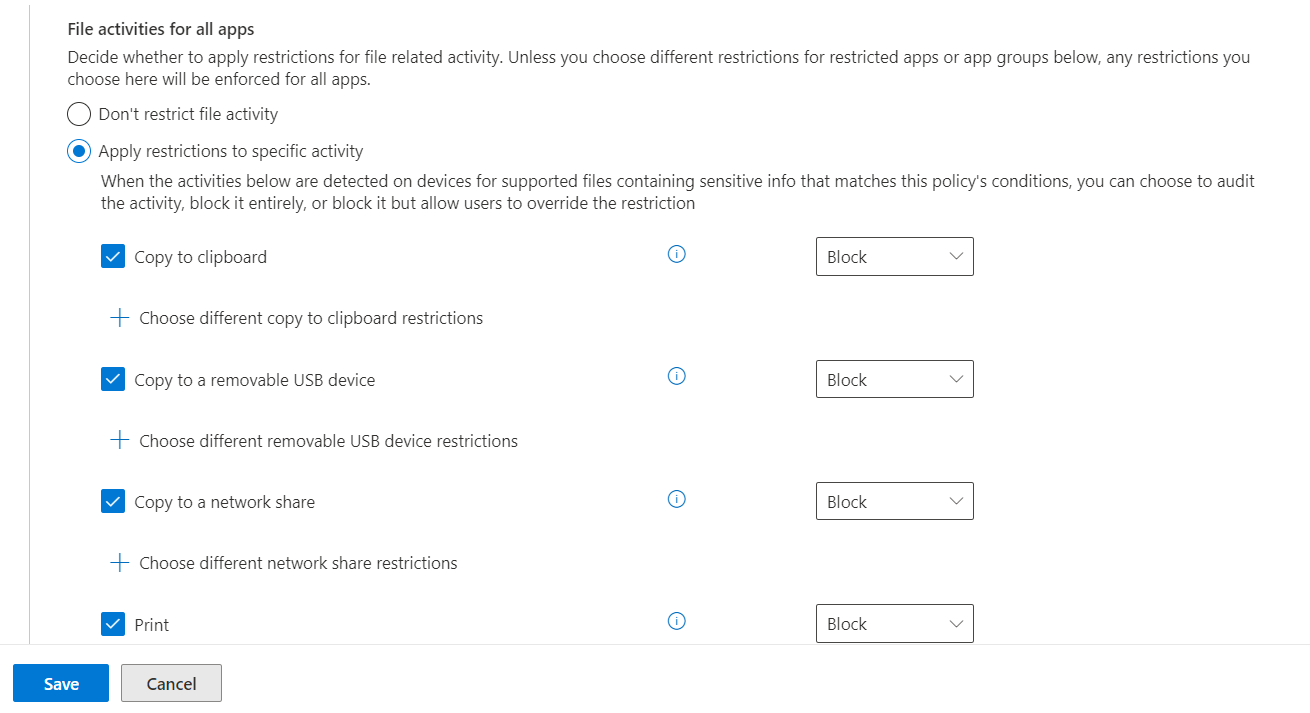 File activities for all apps
Decide whether to apply restrictions for file related activity. Unless you choose different restrictions for restricted apps or app groups below, any restrictions you
choose here will be enforced for all apps.
Don't restrict file activity
Apply restrictions to specific activity
When the activities below are detected on devices for supported files containing sensitive info that matches this policy's conditions, you can choose to audit
the activity, block it entirely, or block it but allow users to override the restriction
Copy to clipboard
Block
Choose different copy to clipboard restrictions
Copy to a removable USB device
Block
Choose different removable USB device restrictions
Copy to a network share
Block
Choose different network share restrictions
Print
Block
Save
Cancel